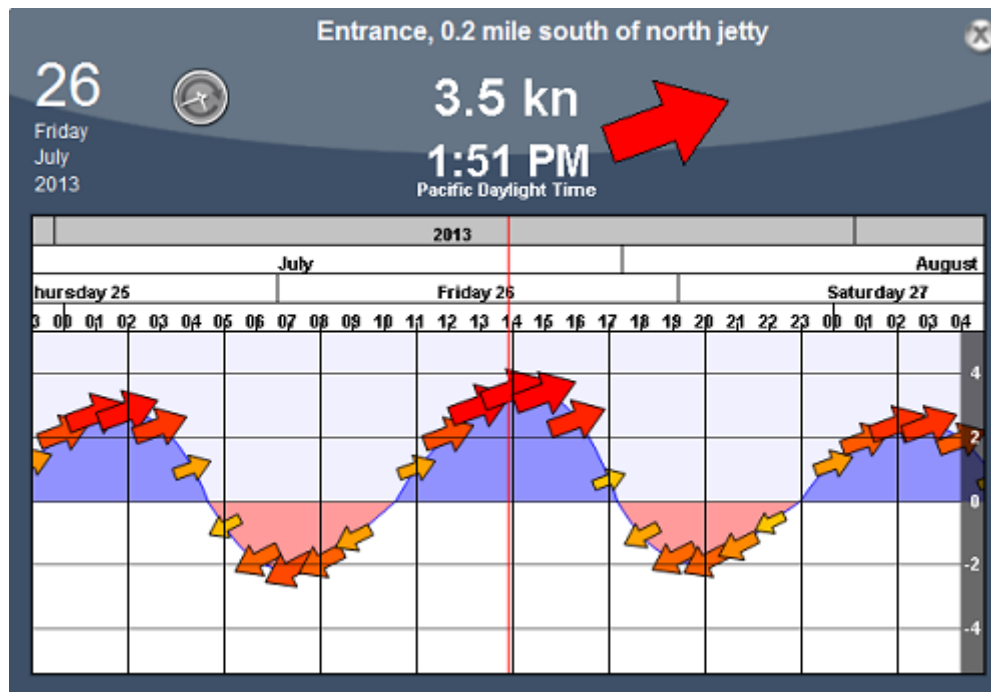 Entrance, 0.2 mile south of north jetty
26
Friday
July
2013
3.5 kn
1:51 PM
Pacific Daylight Time
2013
July August
hursday 25 Friday 26 Saturday 27
3 00 01 02 03 04 05 06 07 08 09 10 11 12 13 14 15 16 17 18 19 20 21 22 23 00 01 02 03 04
4
2
0
-2
-4